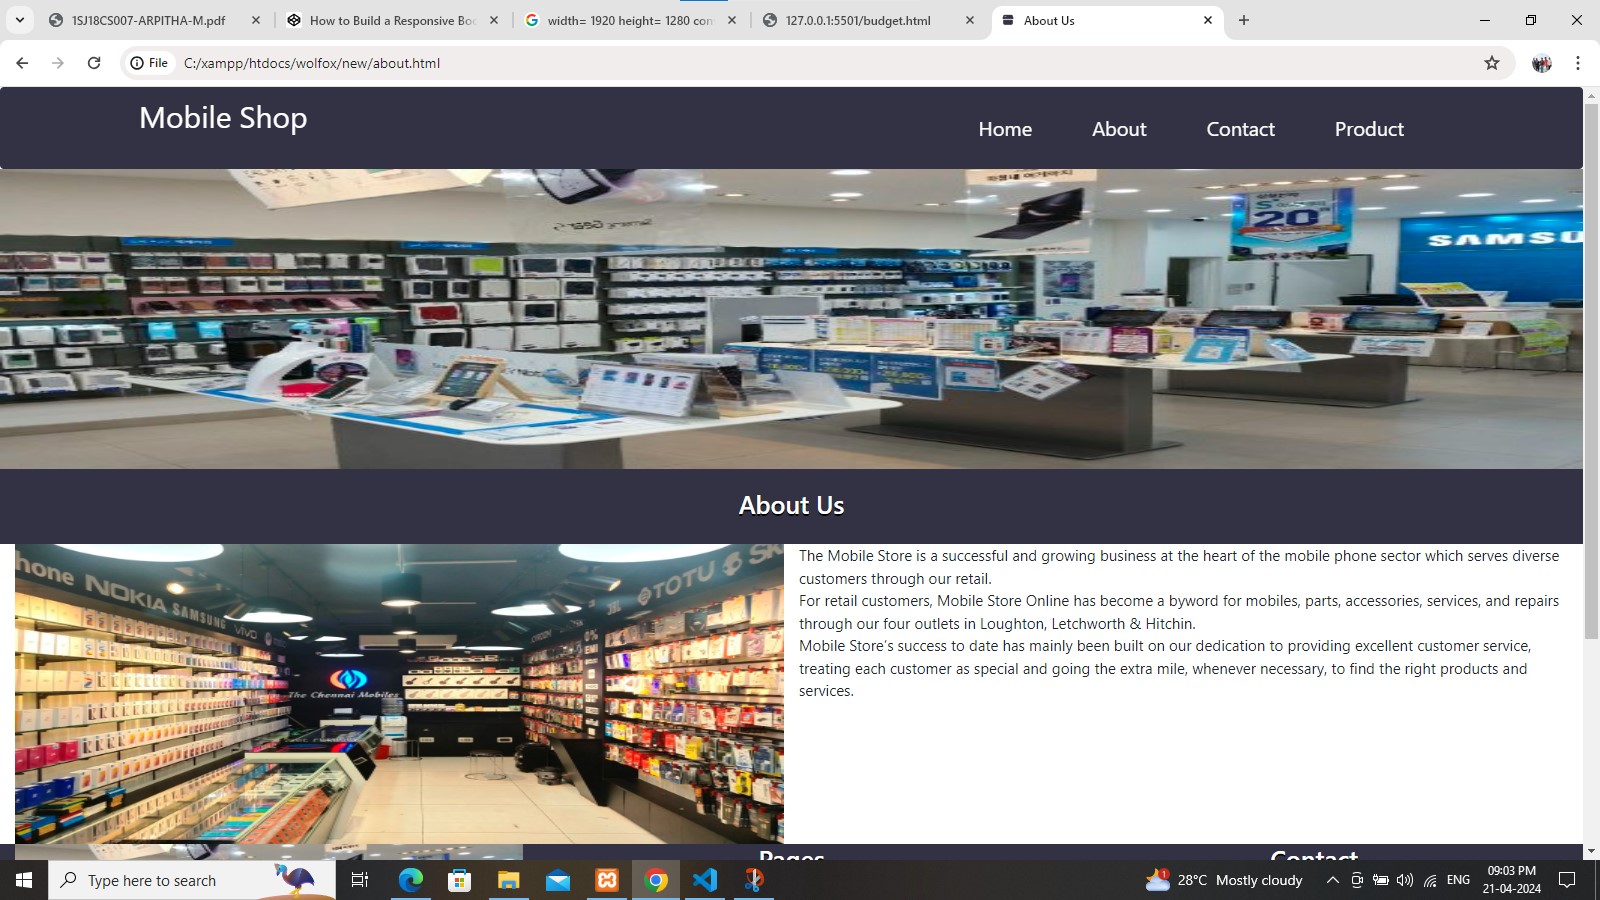 1SJ18CS007-ARPITHA-M.pdf
How to Build a Responsive Boo
width= 1920 height= 1280 com
127.0.0.1:5501/budget.html
About Us
File
C:/xampp/htdocs/wolfox/new/about.html
Mobile Shop
Home
About
Contact
Product
20
SAMSU
About Us
hone NOKIA SAMSUNG vivo
TOTU
The Chennai Mobiles
The Mobile Store is a successful and growing business at the heart of the mobile phone sector which serves diverse
customers through our retail.
For retail customers, Mobile Store Online has become a byword for mobiles, parts, accessories, services, and repairs
through our four outlets in Loughton, Letchworth & Hitchin.
Mobile Store's success to date has mainly been built on our dedication to providing excellent customer service,
treating each customer as special and going the extra mile, whenever necessary, to find the right products and
services.
Pages
Contact
Type here to search
1
28°C Mostly cloudy
ENG
09:03 PM
21-04-2024